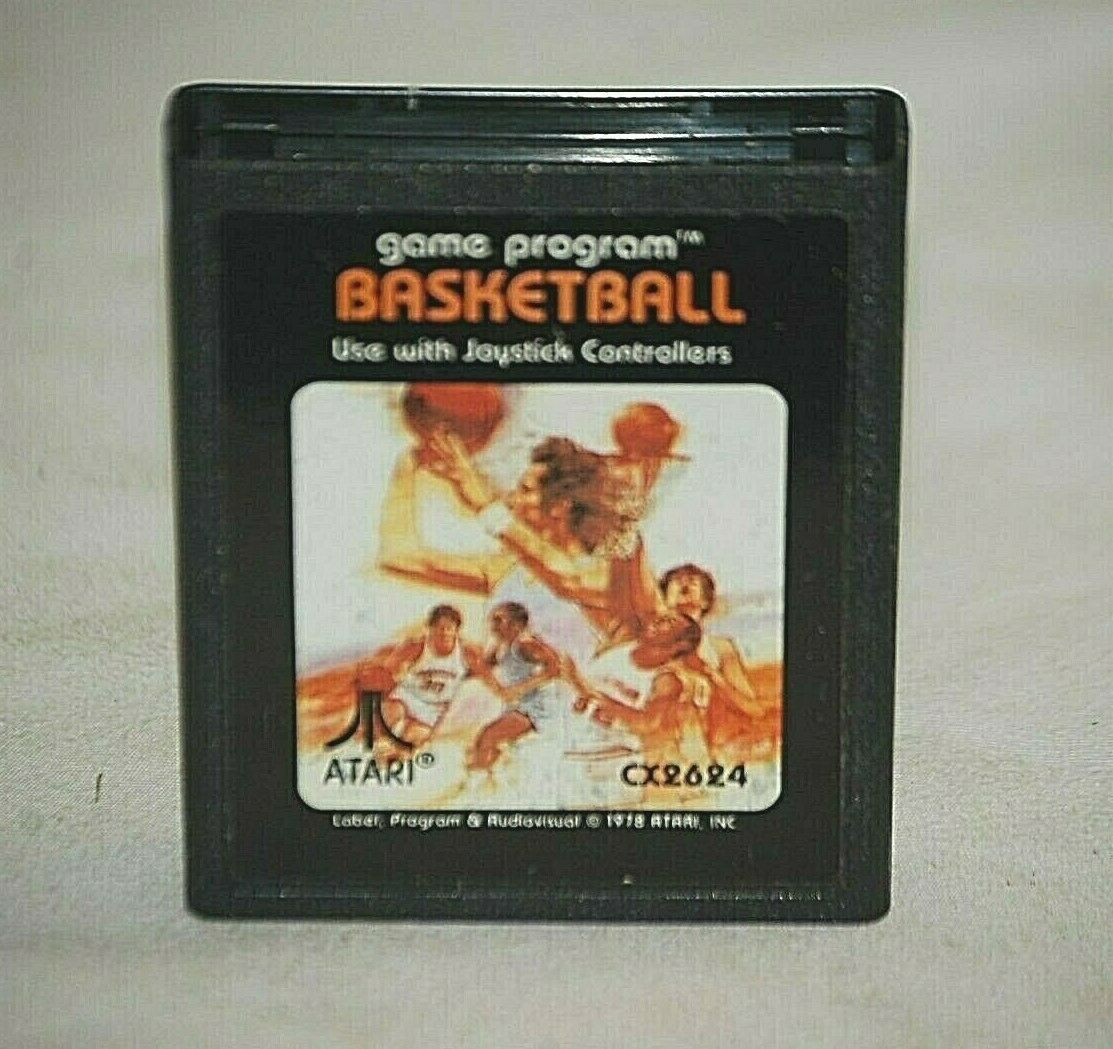 game program™
BASKETBALL
Use with Joystick Controllers
ATARI®
CX2624
Label, Program & Audiovisual © 1978 ATARI, INC